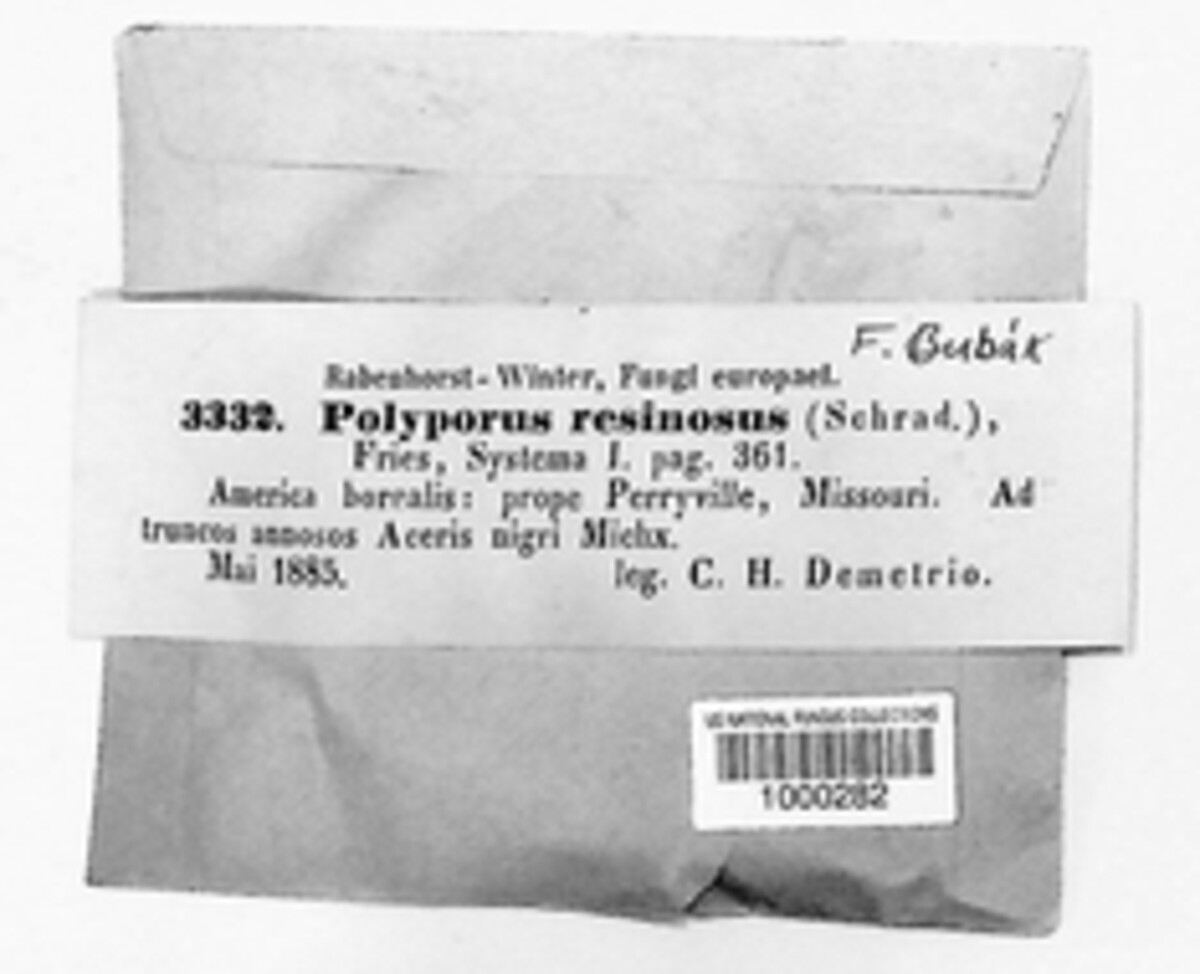 F. Bubák
Rabenhorst-Winter, Fungi europaei.
3332. Polyporus resinosus (Schrad.),
Fries, Systema I. pag. 361.
America borealis: prope Perryville, Missouri. Ad
truncos annosos Aceris nigri Michx.
Mai 1885. leg. C. H. Demetrio.
US NATIONAL FUNGUS COLLECTIONS
1000282